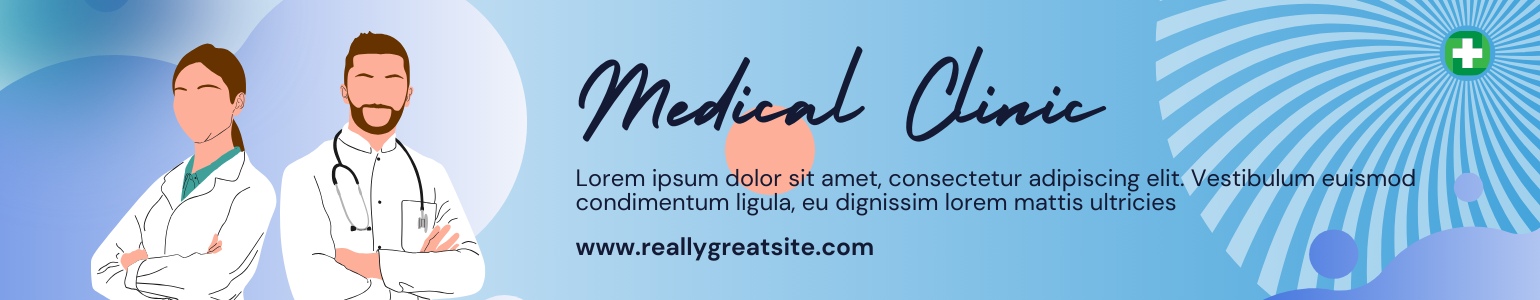 Medical Clinic
Lorem ipsum dolor sit amet, consectetur adipiscing elit. Vestibulum euismod
condimentum ligula, eu dignissim lorem mattis ultricies
www.reallygreatsite.com